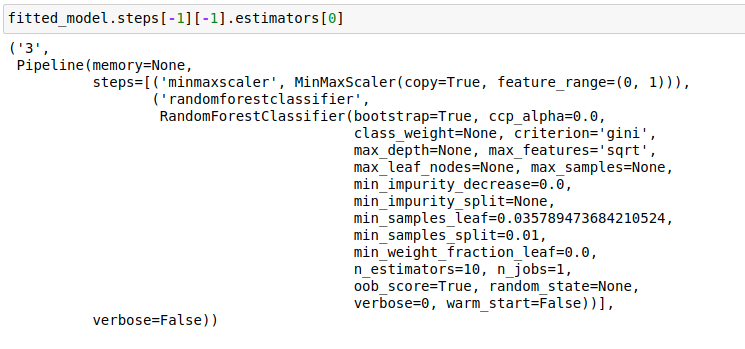 fitted_model.steps[-1][-1].estimators[0]
('3',
 Pipeline(memory=None,
          steps=[('minmaxscaler', MinMaxScaler(copy=True, feature_range=(0, 1))),
                 ('randomforestclassifier',
                  RandomForestClassifier(bootstrap=True, ccp_alpha=0.0,
                                         class_weight=None, criterion='gini',
                                         max_depth=None, max_features='sqrt',
                                         max_leaf_nodes=None, max_samples=None,
                                         min_impurity_decrease=0.0,
                                         min_impurity_split=None,
                                         min_samples_leaf=0.035789473684210524,
                                         min_samples_split=0.01,
                                         min_weight_fraction_leaf=0.0,
                                         n_estimators=10, n_jobs=1,
                                         oob_score=True, random_state=None,
                                         verbose=0, warm_start=False))],
          verbose=False))